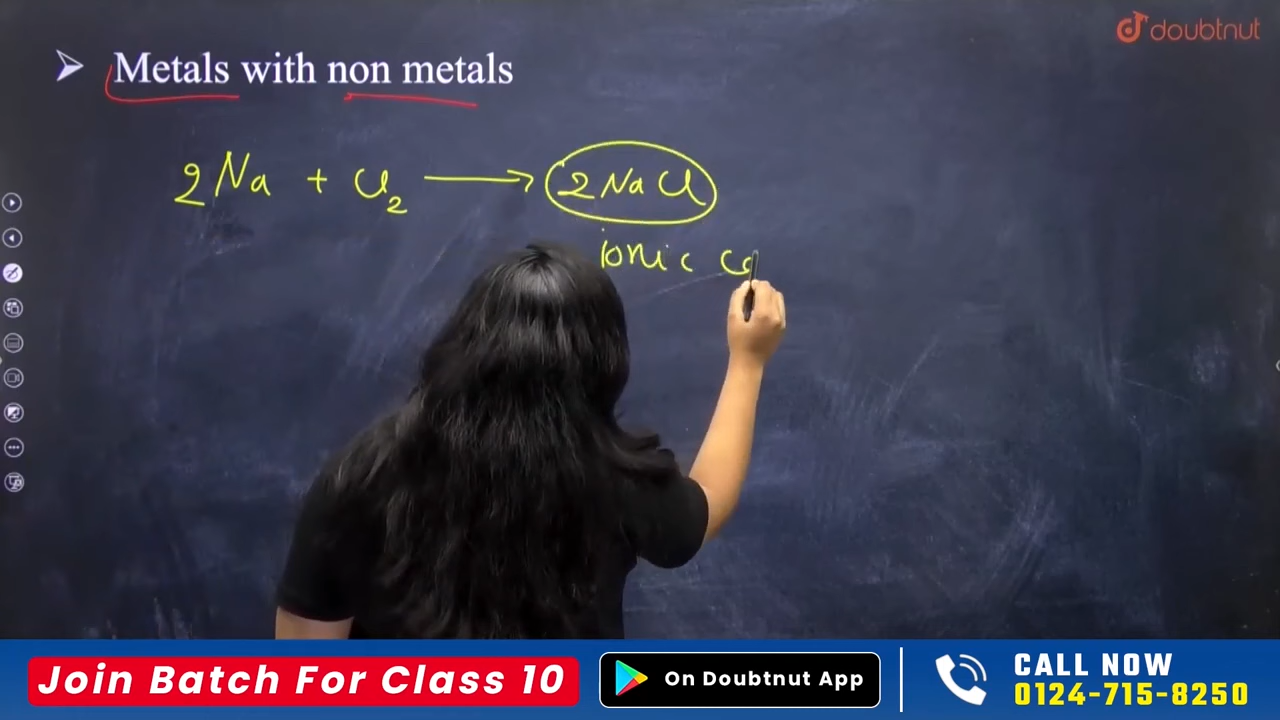 doubtnut
Metals with non metals
2Na + Cl₂ ⟶ 2NaCl
ionic co
Join Batch For Class 10
On Doubtnut App
CALL NOW
0124-715-8250